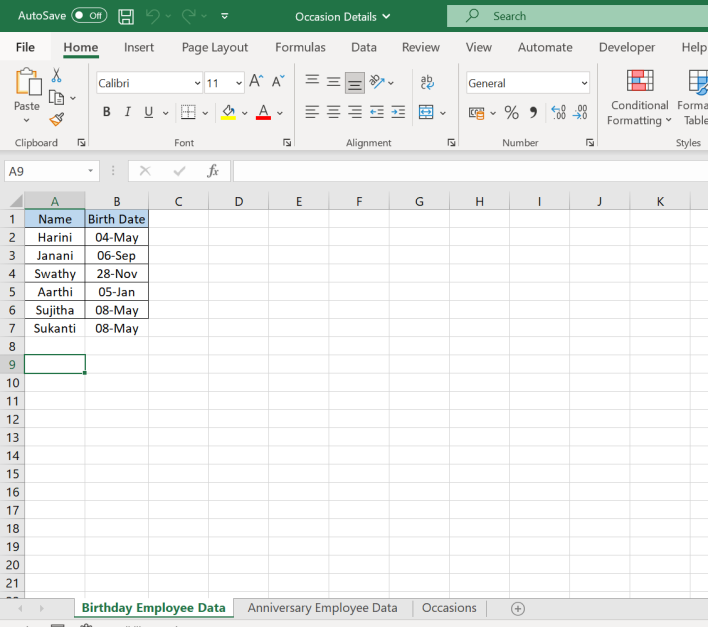 AutoSave Off Occasion Details Search
File Home Insert Page Layout Formulas Data Review View Automate Developer Help
Paste
Calibri 11
B I U A
ab
General
% 9
Conditional
Formatting
Clipboard Font Alignment Number Styles
A9 fx
A B C D E F G H I J K
1 Name Birth Date
2 Harini 04-May
3 Janani 06-Sep
4 Swathy 28-Nov
5 Aarthi 05-Jan
6 Sujitha 08-May
7 Sukanti 08-May
8
9
10
11
12
13
14
15
16
17
18
19
20
21
Birthday Employee Data Anniversary Employee Data Occasions